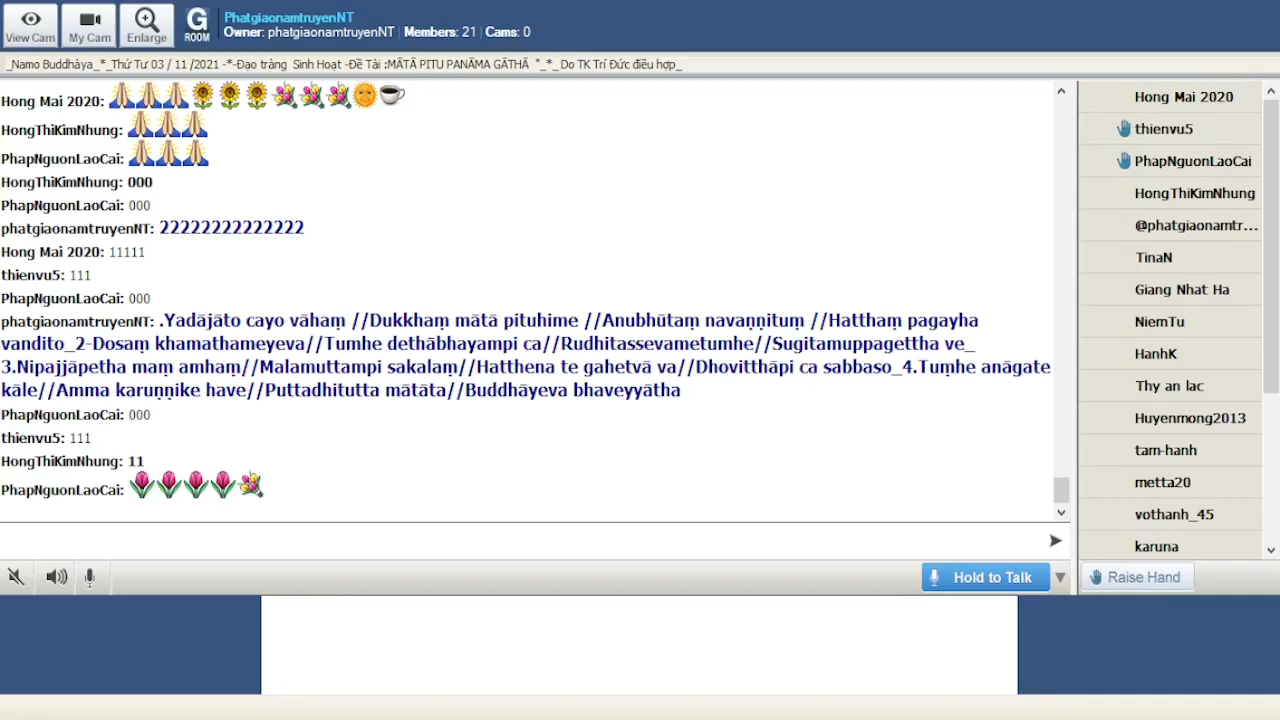 View Cam
My Cam
Enlarge
G
ROOM
PhatgiaonamtruyenNT
Owner: phatgiaonamtruyenNT | Members: 21 | Cams: 0
_Namo Buddhàya_*_Thứ Tư 03 / 11 /2021 -*-Đạo tràng Sinh Hoạt -Đề Tài :MĀTĀ PITU PANĀMA GĀTHĀ "_*_ Do TK Trí Đức điều hợp_
Hong Mai 2020:
HongThiKimNhung:
PhapNguonLaoCai:
HongThiKimNhung: 000
PhapNguonLaoCai: 000
phatgiaonamtruyenNT: 22222222222222
Hong Mai 2020: 11111
thienvu5: 111
PhapNguonLaoCai: 000
phatgiaonamtruyenNT: .Yadājāto cayo vāhaṃ //Dukkhaṃ mātā pituhime //Anubhūtaṃ navaṇṇituṃ //Hatthaṃ pagayha
vandito_2-Dosaṃ khamathameyeva//Tumhe dethābhayampi ca//Rudhitassevametumhe//Sugitamuppagettha ve_
3.Nipajjāpetha maṃ amhaṃ//Malamuttampi sakalaṃ//Hatthena te gahetvā va//Dhovitthāpi ca sabbaso_4.Tuṃhe anāgate
kāle//Amma karuṇṇike have//Puttadhitutta mātāta//Buddhāyeva bhaveyyātha
PhapNguonLaoCai: 000
thienvu5: 111
HongThiKimNhung: 11
PhapNguonLaoCai:
Hold to Talk
Hong Mai 2020
thienvu5
PhapNguonLaoCai
HongThiKimNhung
@phatgiaonamtr...
TinaN
Giang Nhat Ha
NiemTu
HanhK
Thy an lac
Huyenmong2013
tam-hanh
metta20
vothanh_45
karuna
Raise Hand